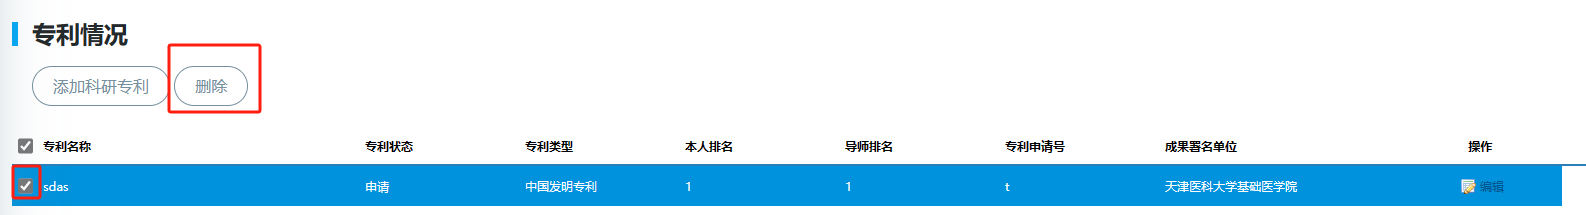 专利情况
添加科研专利 删除
专利名称 专利状态 专利类型 本人排名 导师排名 专利申请号 成果署名单位 操作
sdas 申请 中国发明专利 1 1 t 天津医科大学基础医学院 编辑